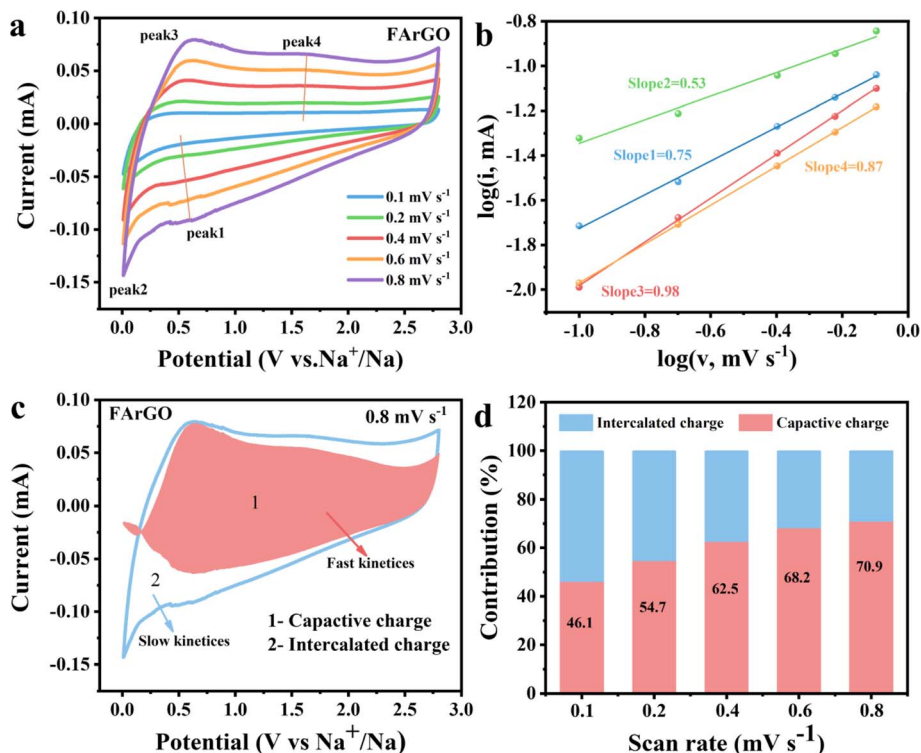 a
peak3
peak4
FArGO
peak1
peak2
0.1 mV s⁻¹
0.2 mV s⁻¹
0.4 mV s⁻¹
0.6 mV s⁻¹
0.8 mV s⁻¹
0.10
0.05
0.00
-0.05
-0.10
-0.15
Current (mA)
0.0 0.5 1.0 1.5 2.0 2.5 3.0
Potential (V vs.Na⁺/Na)
b
Slope2=0.53
Slope1=0.75
Slope4=0.87
Slope3=0.98
-0.8
-1.0
-1.2
-1.4
-1.6
-1.8
-2.0
log(i, mA)
-1.0 -0.8 -0.6 -0.4 -0.2 0.0
log(v, mV s⁻¹)
c
FArGO
0.8 mV s⁻¹
1
Fast kinetices
2
Slow kinetices
1- Capactive charge
2- Intercalated charge
0.10
0.05
0.00
-0.05
-0.10
-0.15
Current (mA)
0.0 0.5 1.0 1.5 2.0 2.5 3.0
Potential (V vs Na⁺/Na)
d
Intercalated charge
Capactive charge
120
100
80
60
40
20
0
Contribution (%)
46.1
54.7
62.5
68.2
70.9
0.1 0.2 0.4 0.6 0.8
Scan rate (mV s⁻¹)